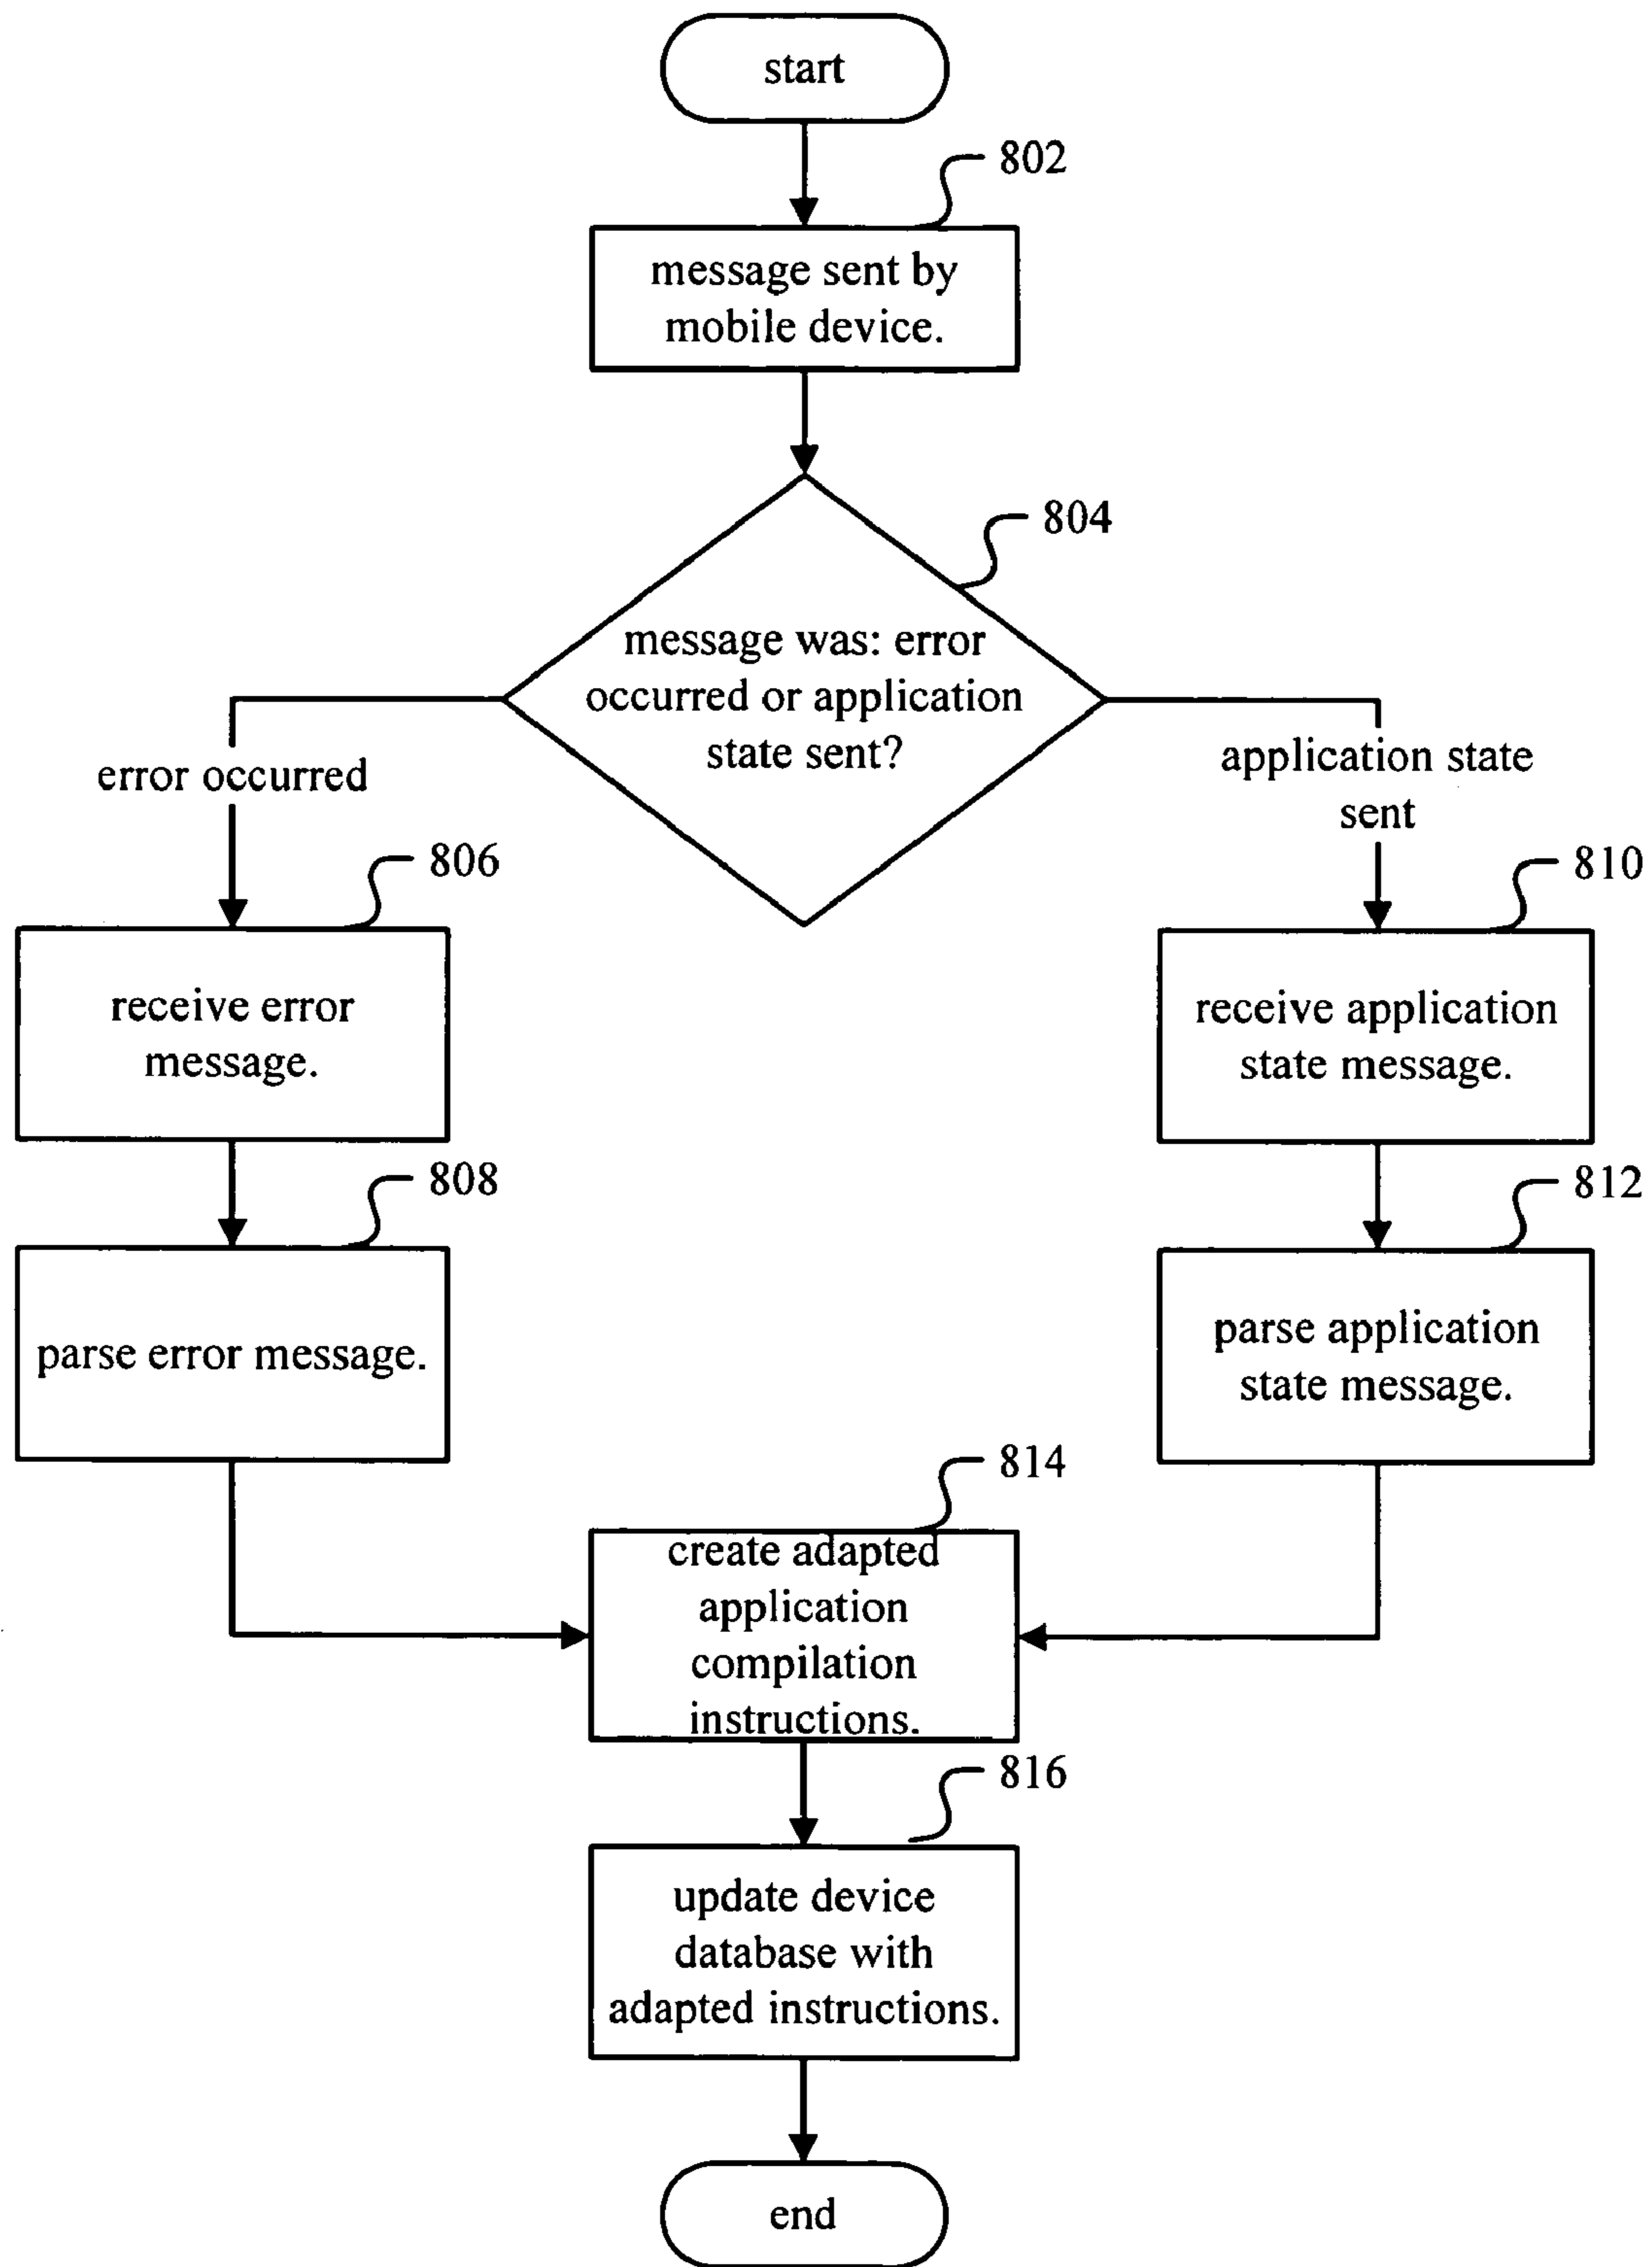 start
802
message sent by
mobile device.
804
message was: error
occurred or application
state sent?
error occurred
application state
sent
806
receive error
message.
810
receive application
state message.
808
parse error message.
812
parse application
state message.
814
create adapted
application
compilation
instructions.
816
update device
database with
adapted instructions.
end